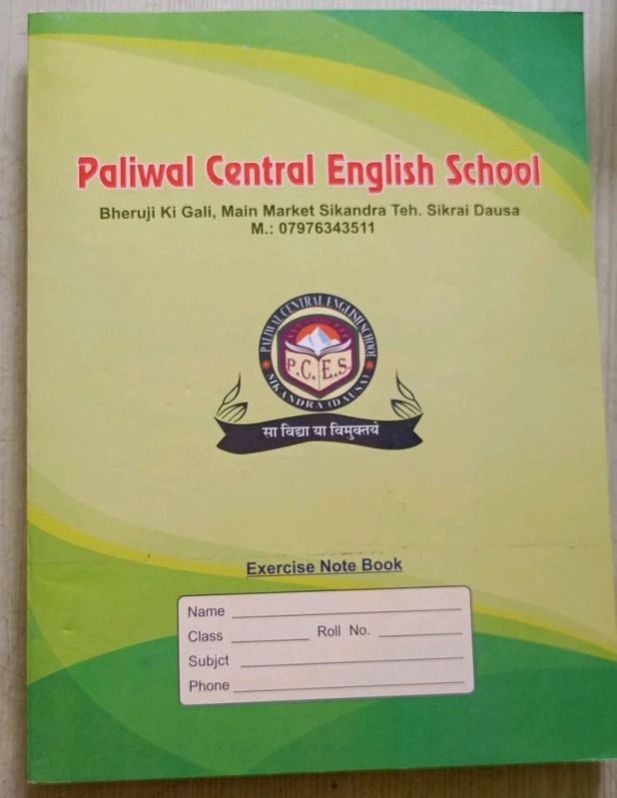 Paliwal Central English School
Bheruji Ki Gali, Main Market Sikandra Teh. Sikrai Dausa
M.: 07976343511
PALIWAL CENTRAL ENGLISH SCHOOL
P.C.E.S.
SIKANDRA (DAUSA)
सा विद्या या विमुक्तये
Exercise Note Book
Name
Class Roll No.
Subjct
Phone